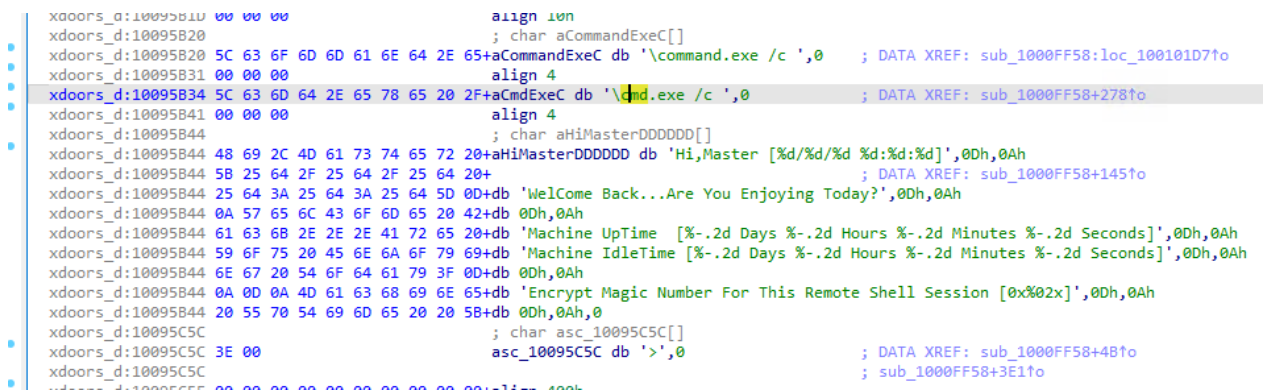 xdoors_d:10095B1D 00 00 00 align 10h
xdoors_d:10095B20 ; char aCommandExeC[]
xdoors_d:10095B20 5C 63 6F 6D 6D 61 6E 64 2E 65+aCommandExeC db '\command.exe /c ',0 ; DATA XREF: sub_1000FF58:loc_100101D7↑o
xdoors_d:10095B31 00 00 00 align 4
xdoors_d:10095B34 5C 63 6D 64 2E 65 78 65 20 2F+aCmdExeC db '\cmd.exe /c ',0 ; DATA XREF: sub_1000FF58+278↑o
xdoors_d:10095B41 00 00 00 align 4
xdoors_d:10095B44 ; char aHiMasterDDDDDD[]
xdoors_d:10095B44 48 69 2C 4D 61 73 74 65 72 20+aHiMasterDDDDDD db 'Hi,Master [%d/%d/%d %d:%d:%d]',0Dh,0Ah
xdoors_d:10095B44 5B 25 64 2F 25 64 2F 25 64 20+ ; DATA XREF: sub_1000FF58+145↑o
xdoors_d:10095B44 25 64 3A 25 64 3A 25 64 5D 0D+db 'WelCome Back...Are You Enjoying Today?',0Dh,0Ah
xdoors_d:10095B44 0A 57 65 6C 43 6F 6D 65 20 42+db 0Dh,0Ah
xdoors_d:10095B44 61 63 6B 2E 2E 2E 41 72 65 20+db 'Machine UpTime  [%-.2d Days %-.2d Hours %-.2d Minutes %-.2d Seconds]',0Dh,0Ah
xdoors_d:10095B44 59 6F 75 20 45 6E 6A 6F 79 69+db 'Machine IdleTime [%-.2d Days %-.2d Hours %-.2d Minutes %-.2d Seconds]',0Dh,0Ah
xdoors_d:10095B44 6E 67 20 54 6F 64 61 79 3F 0D+db 0Dh,0Ah
xdoors_d:10095B44 0A 0D 0A 4D 61 63 68 69 6E 65+db 'Encrypt Magic Number For This Remote Shell Session [0x%02x]',0Dh,0Ah
xdoors_d:10095B44 20 55 70 54 69 6D 65 20 20 5B+db 0Dh,0Ah,0
xdoors_d:10095C5C ; char asc_10095C5C[]
xdoors_d:10095C5C 3E 00 asc_10095C5C db '>',0 ; DATA XREF: sub_1000FF58+4B↑o
xdoors_d:10095C5C ; sub_1000FF58+3E1↑o